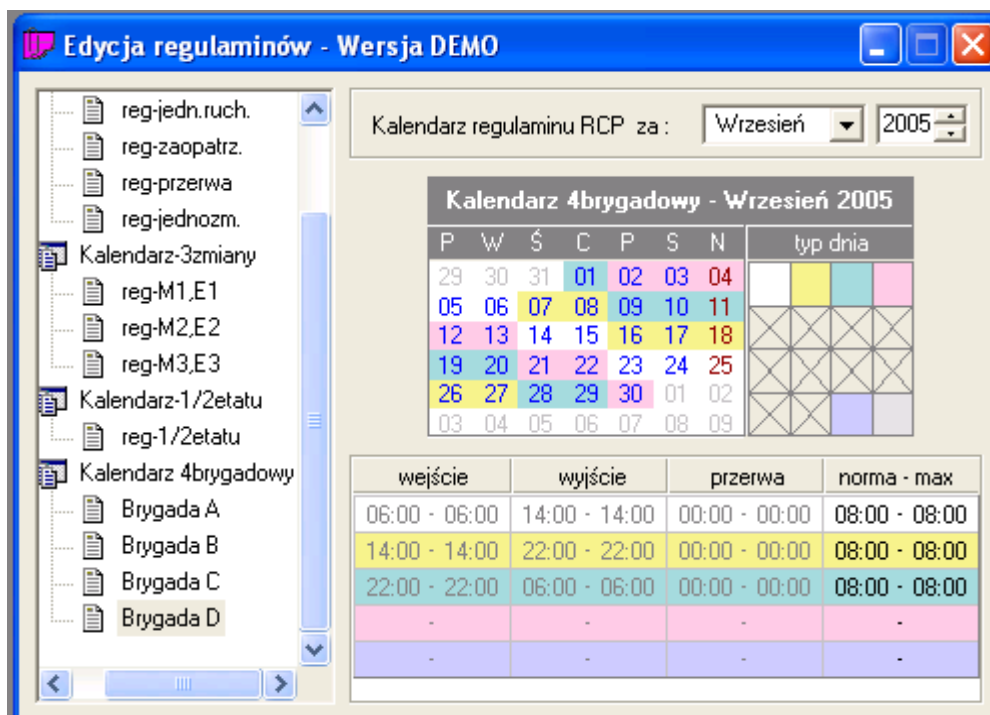 Edycja regulaminów - Wersja DEMO
reg-jedn.ruch.
reg-zaopatrz.
reg-przerwa
reg-jednozm.
Kalendarz-3zmiany
reg-M1,E1
reg-M2,E2
reg-M3,E3
Kalendarz-1/2etatu
reg-1/2etatu
Kalendarz 4brygadowy
Brygada A
Brygada B
Brygada C
Brygada D
Kalendarz regulaminu RCP za : Wrzesień 2005
Kalendarz 4brygadowy - Wrzesień 2005
P W Ś C P S N typ dnia
29 30 31 01 02 03 04
05 06 07 08 09 10 11
12 13 14 15 16 17 18
19 20 21 22 23 24 25
26 27 28 29 30 01 02
03 04 05 06 07 08 09
wejście wyjście przerwa norma - max
06:00 - 06:00 14:00 - 14:00 00:00 - 00:00 08:00 - 08:00
14:00 - 14:00 22:00 - 22:00 00:00 - 00:00 08:00 - 08:00
22:00 - 22:00 06:00 - 06:00 00:00 - 00:00 08:00 - 08:00
- - - -
- - - -